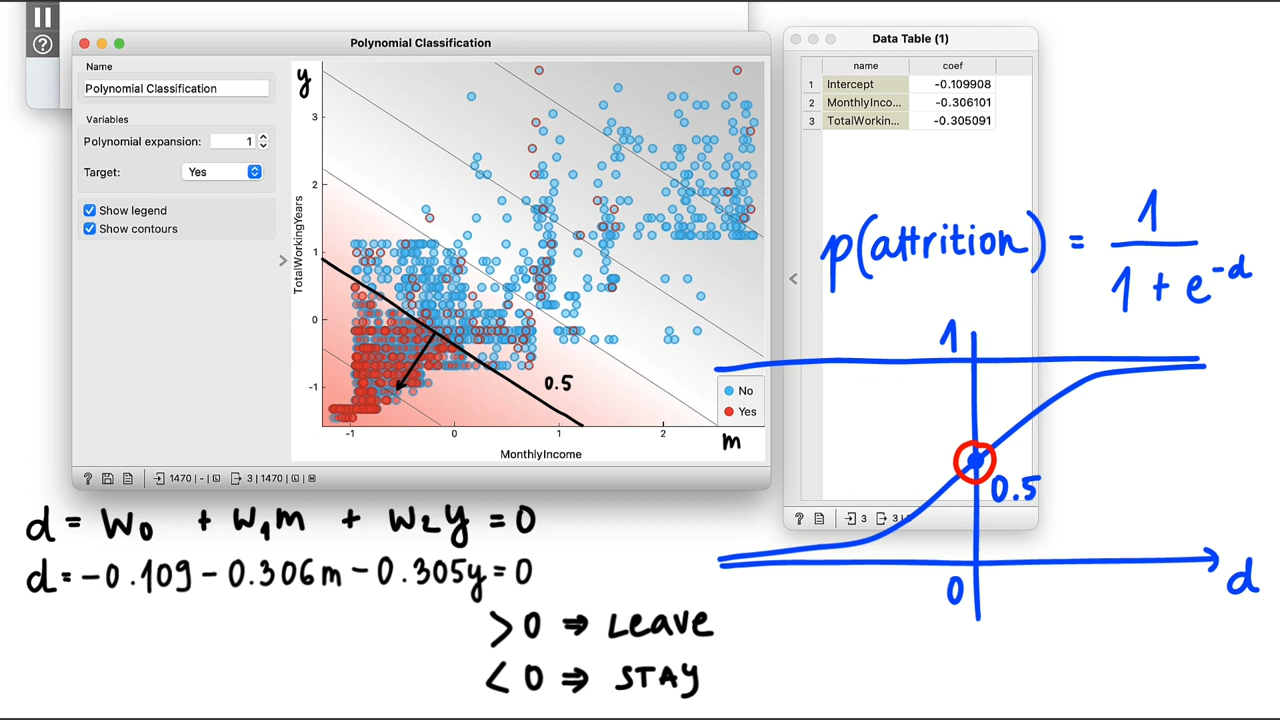 Polynomial Classification
Name
Polynomial Classification
Variables
Polynomial expansion: 1
Target: Yes
Show legend
Show contours
y
3
2
1
0
-1
TotalWorkingYears
-1 0 1 2
MonthlyIncome
m
0.5
No
Yes
1470 | - | 3 | 1470 |
Data Table (1)
name coef
1 Intercept -0.109908
2 MonthlyInco... -0.306101
3 TotalWorkin... -0.305091
3 3 |
p(attrition) = 1 / 1 + e^-d
1
0.5
0
d
d = W0 + W1m + W2y = 0
d = -0.109 - 0.306m - 0.305y = 0
> 0 ⇒ LEAVE
< 0 ⇒ STAY